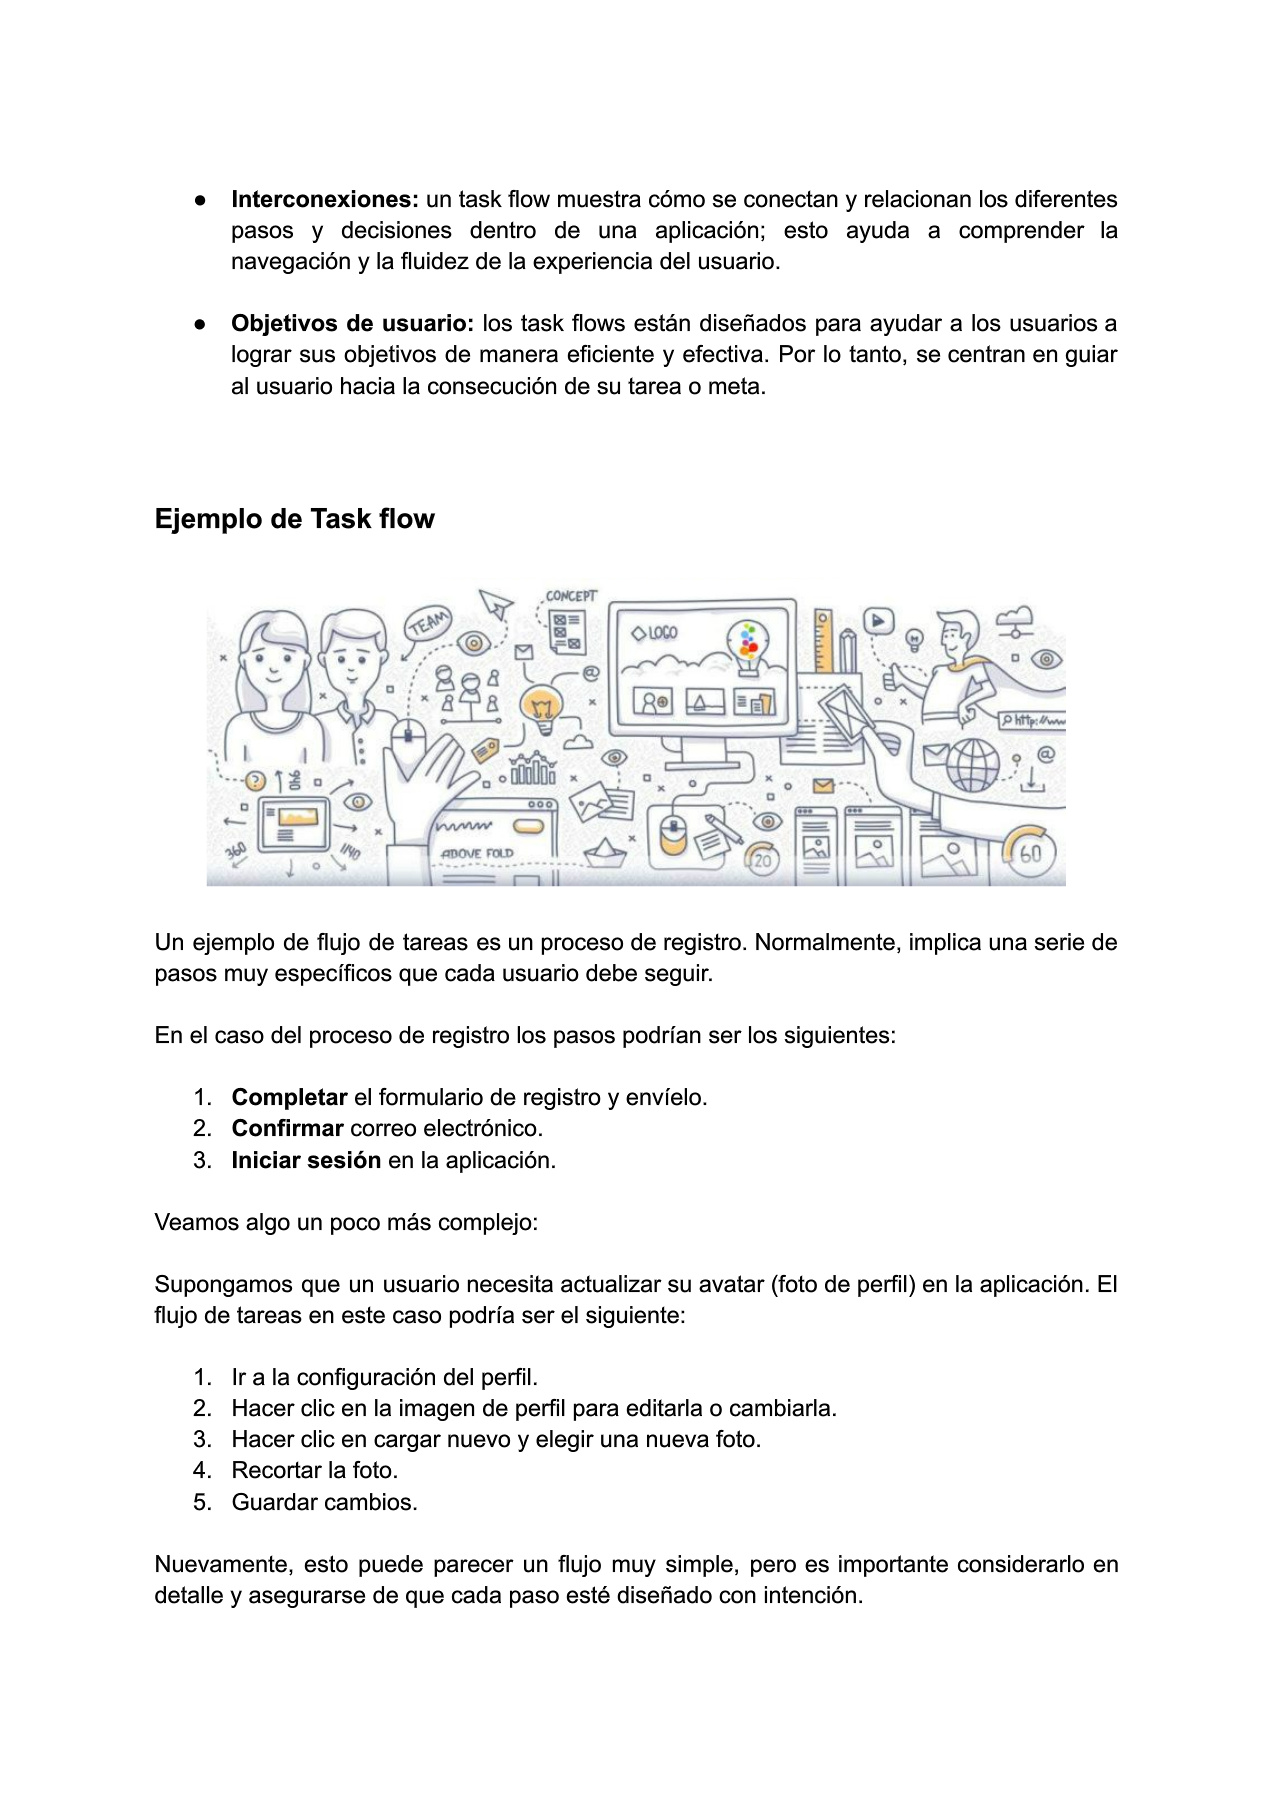 ● Interconexiones: un task flow muestra cómo se conectan y relacionan los diferentes
pasos y decisiones dentro de una aplicación; esto ayuda a comprender la
navegación y la fluidez de la experiencia del usuario.
● Objetivos de usuario: los task flows están diseñados para ayudar a los usuarios a
lograr sus objetivos de manera eficiente y efectiva. Por lo tanto, se centran en guiar
al usuario hacia la consecución de su tarea o meta.
Ejemplo de Task flow
TEAM
CONCEPT
LOGO
http://ww
@
@
?
940
360
1140
ABOVE FOLD
20
60
Un ejemplo de flujo de tareas es un proceso de registro. Normalmente, implica una serie de
pasos muy específicos que cada usuario debe seguir.
En el caso del proceso de registro los pasos podrían ser los siguientes:
1. Completar el formulario de registro y envíelo.
2. Confirmar correo electrónico.
3. Iniciar sesión en la aplicación.
Veamos algo un poco más complejo:
Supongamos que un usuario necesita actualizar su avatar (foto de perfil) en la aplicación. El
flujo de tareas en este caso podría ser el siguiente:
1. Ir a la configuración del perfil.
2. Hacer clic en la imagen de perfil para editarla o cambiarla.
3. Hacer clic en cargar nuevo y elegir una nueva foto.
4. Recortar la foto.
5. Guardar cambios.
Nuevamente, esto puede parecer un flujo muy simple, pero es importante considerarlo en
detalle y asegurarse de que cada paso esté diseñado con intención.